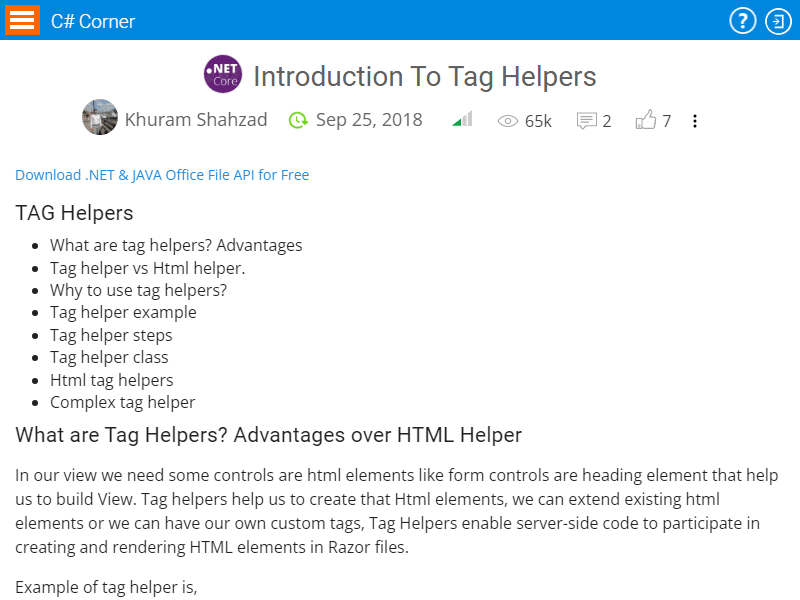 C# Corner
.NET
Core
Introduction To Tag Helpers
Khuram Shahzad Sep 25, 2018 65k 2 7
Download .NET & JAVA Office File API for Free
TAG Helpers
What are tag helpers? Advantages
Tag helper vs Html helper.
Why to use tag helpers?
Tag helper example
Tag helper steps
Tag helper class
Html tag helpers
Complex tag helper
What are Tag Helpers? Advantages over HTML Helper
In our view we need some controls are html elements like form controls are heading element that help
us to build View. Tag helpers help us to create that Html elements, we can extend existing html
elements or we can have our own custom tags, Tag Helpers enable server-side code to participate in
creating and rendering HTML elements in Razor files.
Example of tag helper is,